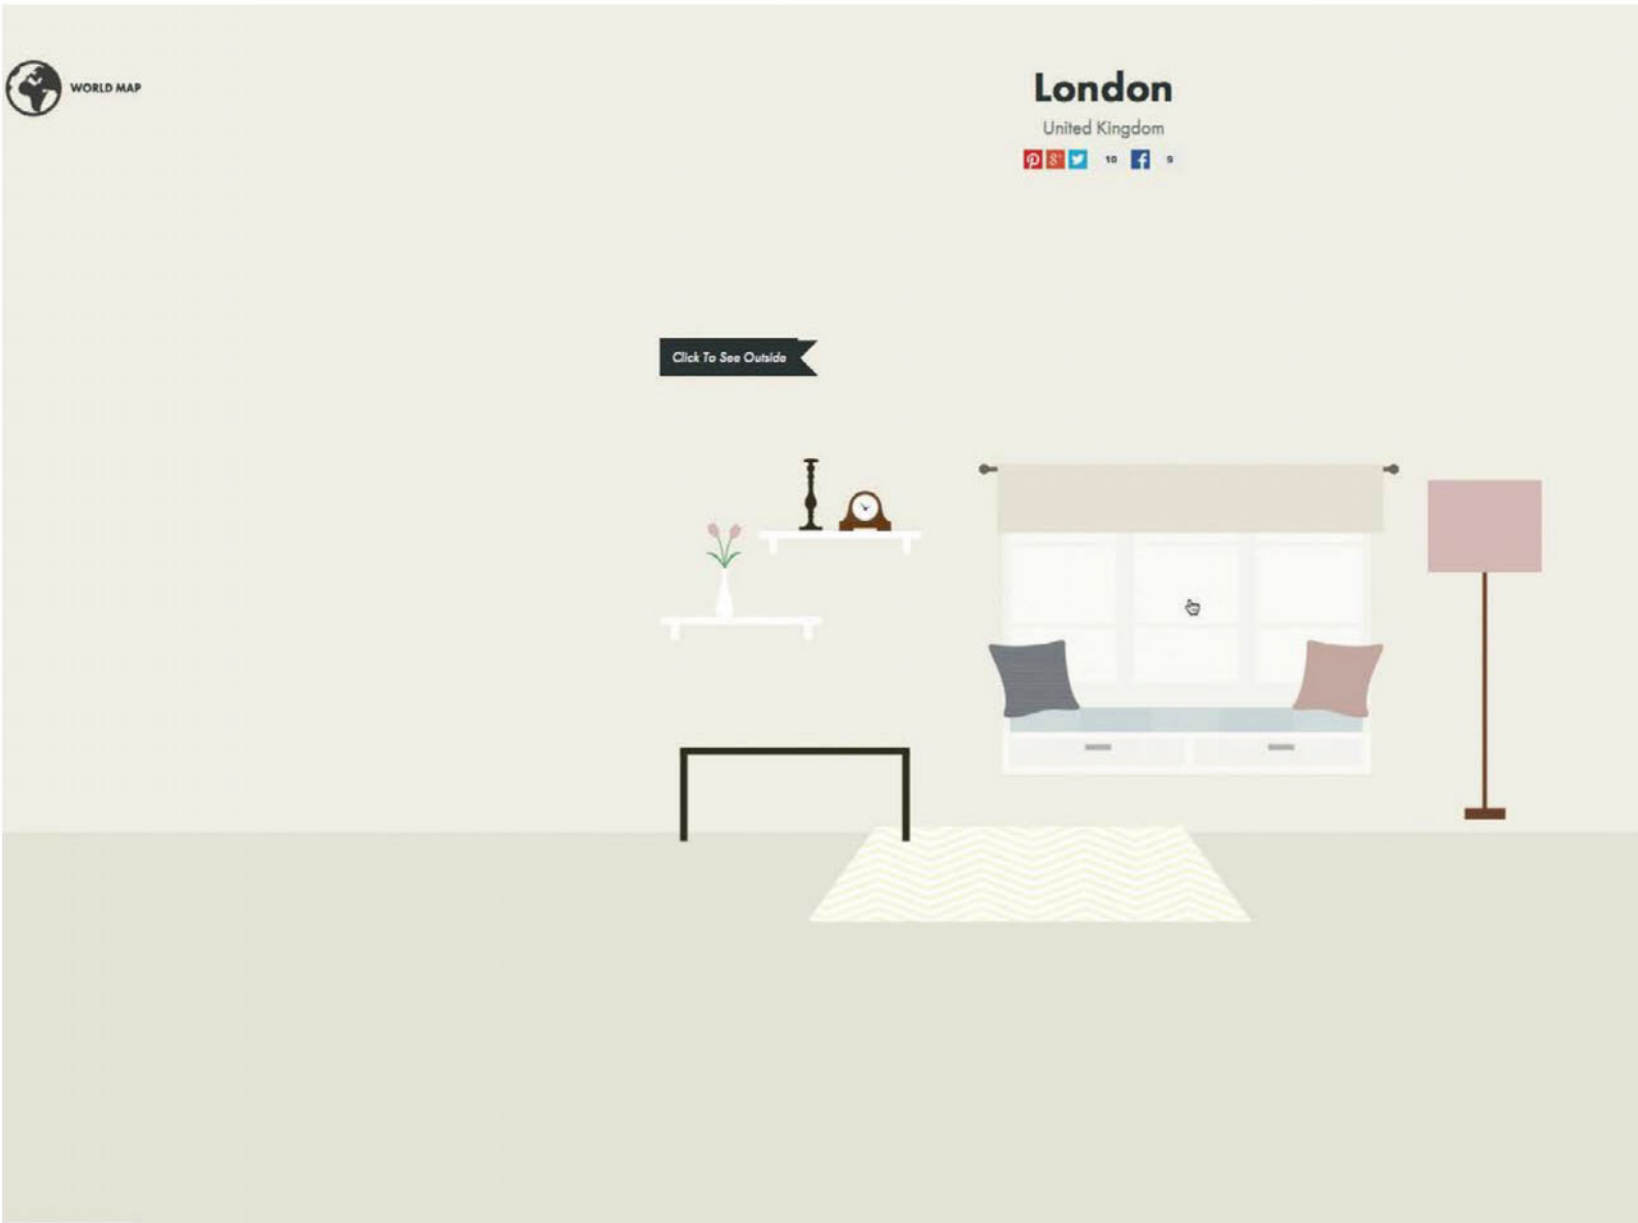 WORLD MAP
London
United Kingdom
10 9
Click To See Outside